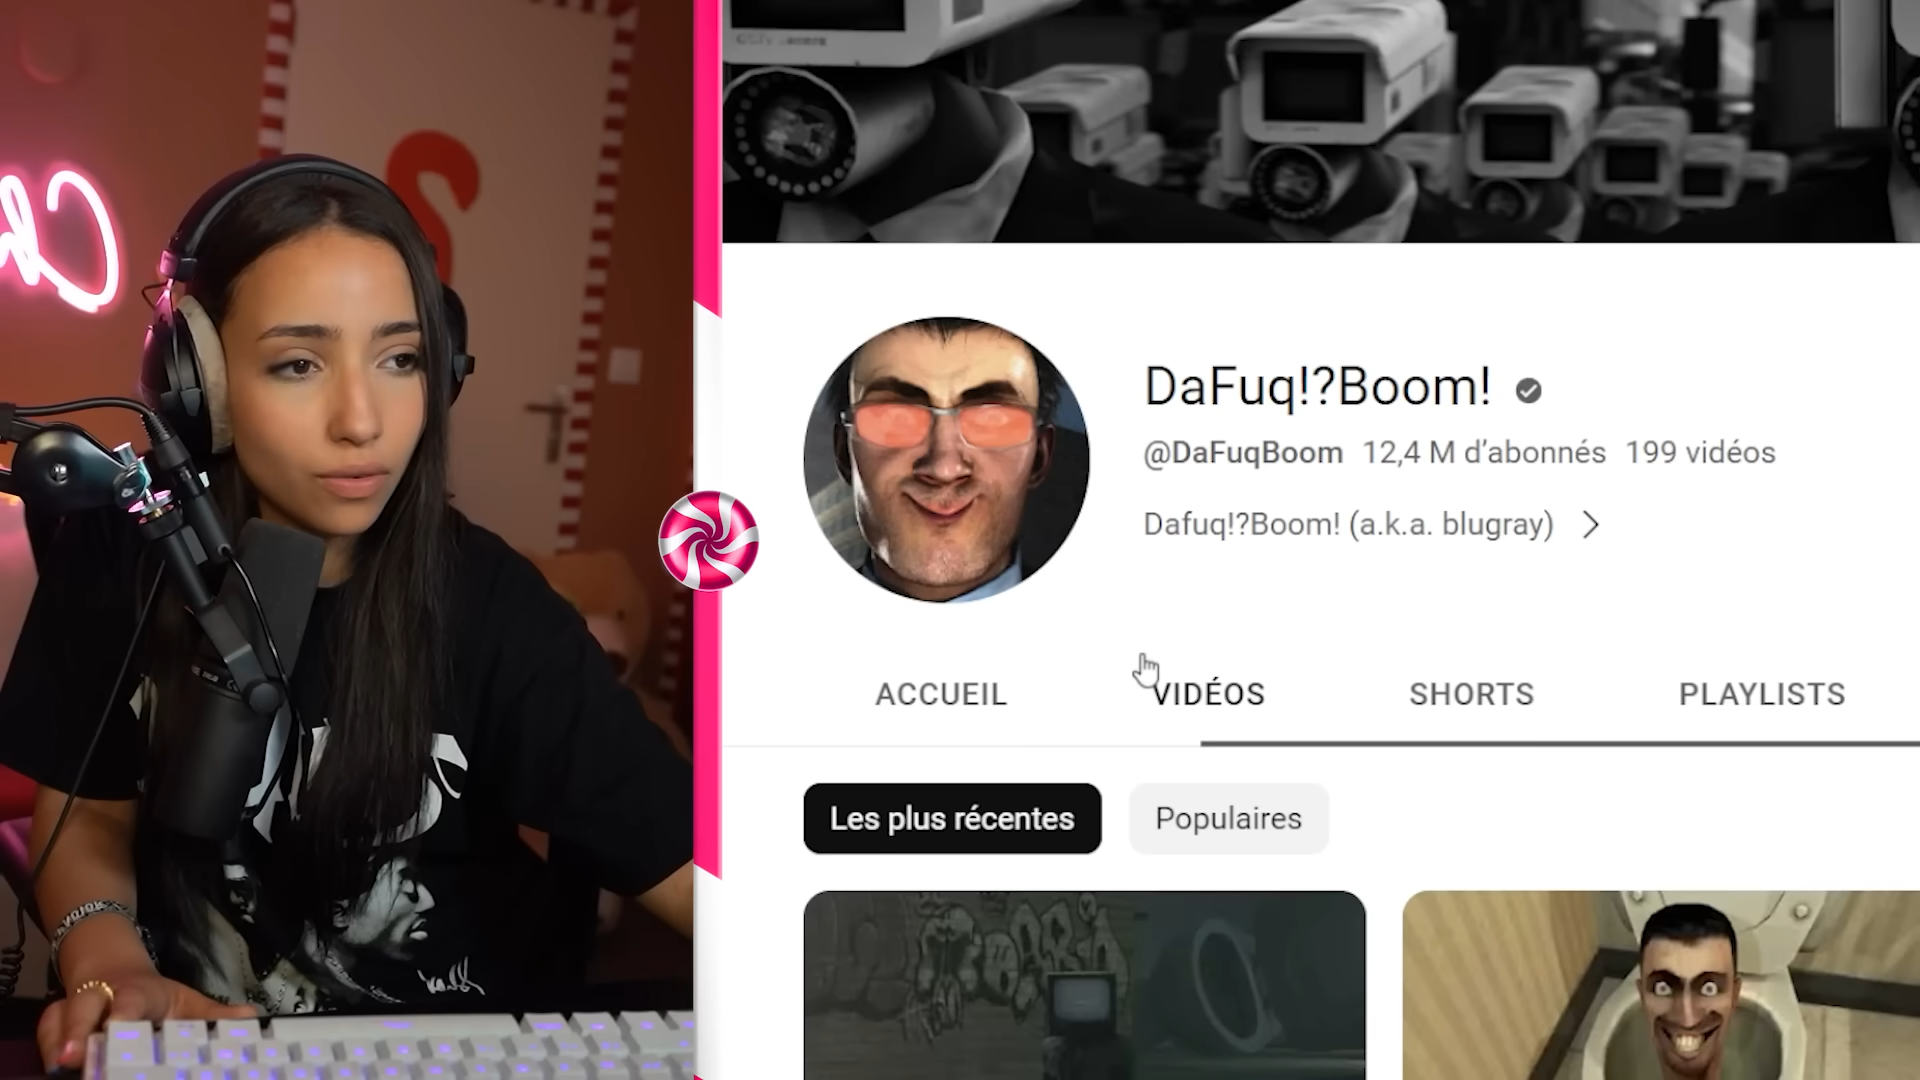 DaFuq!?Boom!
@DaFuqBoom 12,4 M d’abonnés 199 vidéos
Dafuq!?Boom! (a.k.a. blugray)
ACCUEIL VIDÉOS SHORTS PLAYLISTS
Les plus récentes Populaires